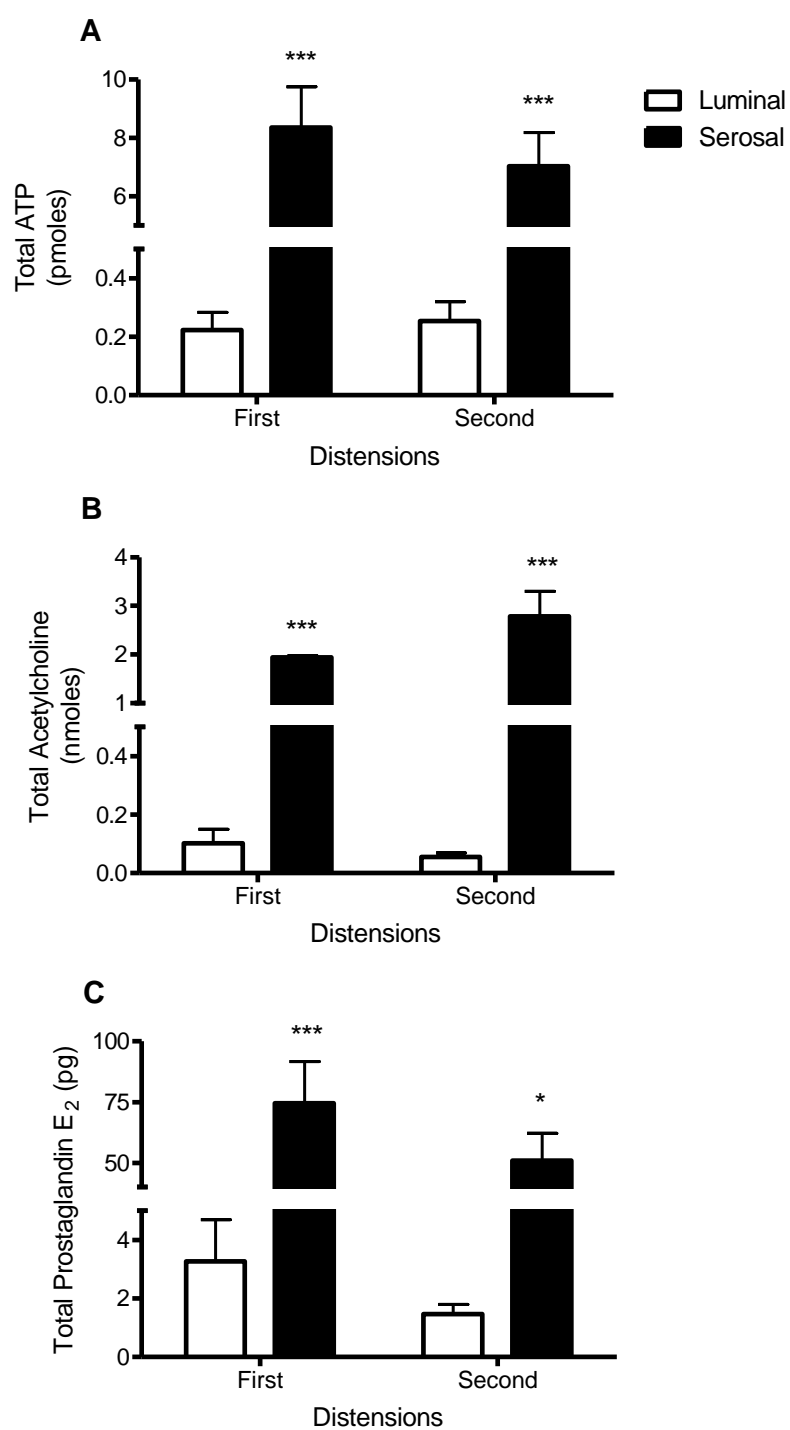 A
***
***
Luminal
Serosal
10
8
6
0.4
0.2
0.0
Total ATP
(pmoles)
First
Second
Distensions
B
***
***
4
3
2
1
0.4
0.2
0.0
Total Acetylcholine
(nmoles)
First
Second
Distensions
C
***
*
100
75
50
4
2
0
Total Prostaglandin E₂ (pg)
First
Second
Distensions